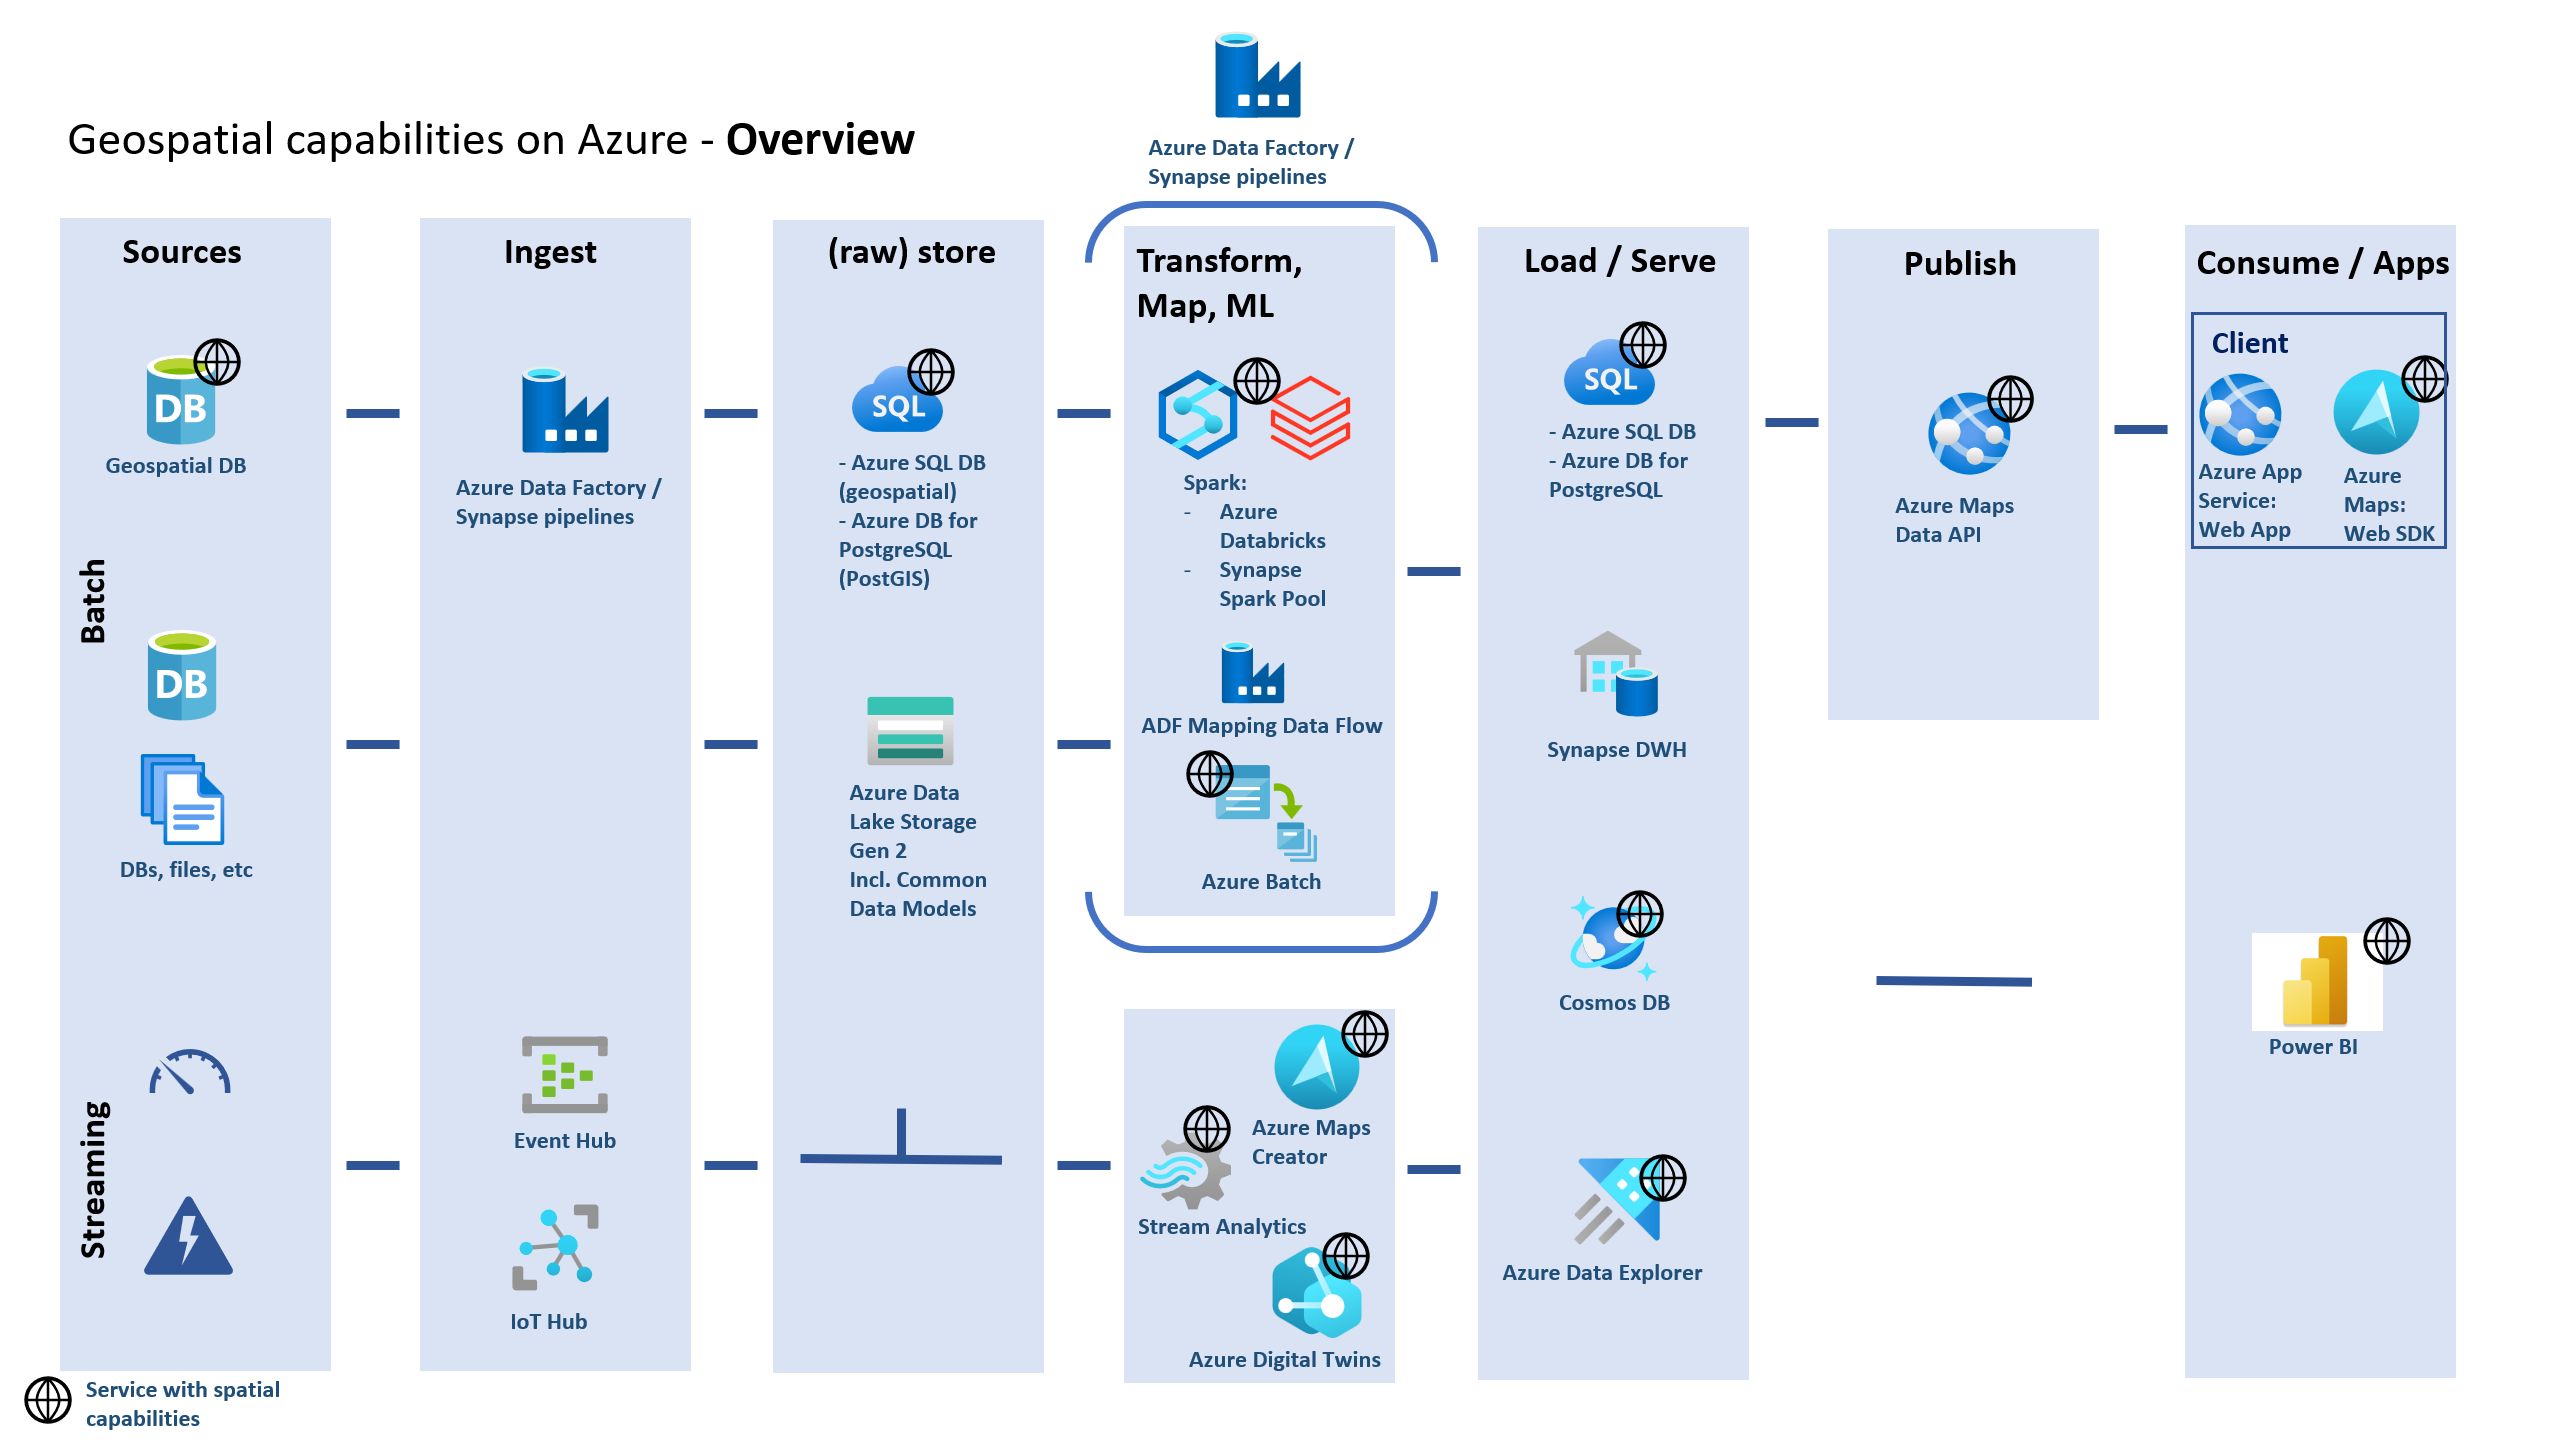 Geospatial capabilities on Azure - Overview
Azure Data Factory /
Synapse pipelines
Sources
Batch
DB
Geospatial DB
DB
DBs, files, etc
Streaming
Ingest
Azure Data Factory /
Synapse pipelines
Event Hub
IoT Hub
(raw) store
SQL
- Azure SQL DB
(geospatial)
- Azure DB for
PostgreSQL
(PostGIS)
Azure Data
Lake Storage
Gen 2
Incl. Common
Data Models
Transform,
Map, ML
Spark:
- Azure
Databricks
- Synapse
Spark Pool
ADF Mapping Data Flow
Azure Batch
Azure Maps
Creator
Stream Analytics
Azure Digital Twins
Load / Serve
SQL
- Azure SQL DB
- Azure DB for
PostgreSQL
Synapse DWH
Cosmos DB
Azure Data Explorer
Publish
Azure Maps
Data API
Consume / Apps
Client
Azure App
Service:
Web App
Azure
Maps:
Web SDK
Power BI
Service with spatial
capabilities